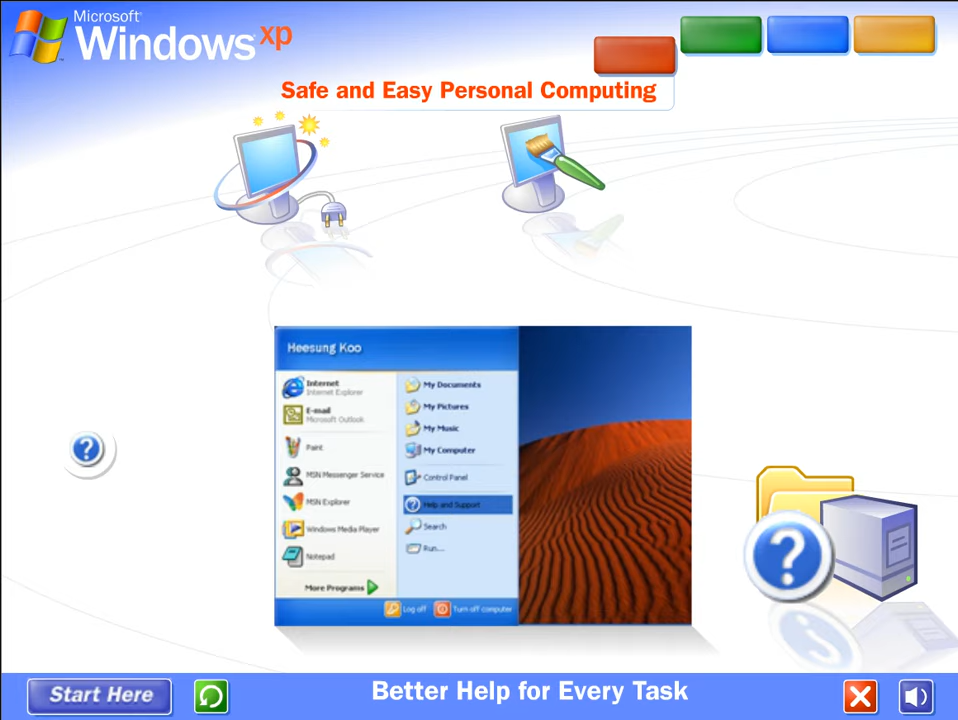 Microsoft®
Windows xp
Safe and Easy Personal Computing
Heesung Koo
Internet
Internet Explorer
My Documents
E-mail
Microsoft Outlook
My Pictures
My Music
Paint
My Computer
MSN Messenger Service
Control Panel
MSN Explorer
Help and Support
Windows Media Player
Search
Notepad
Run...
More Programs
Log off
Turn off computer
Start Here
Better Help for Every Task